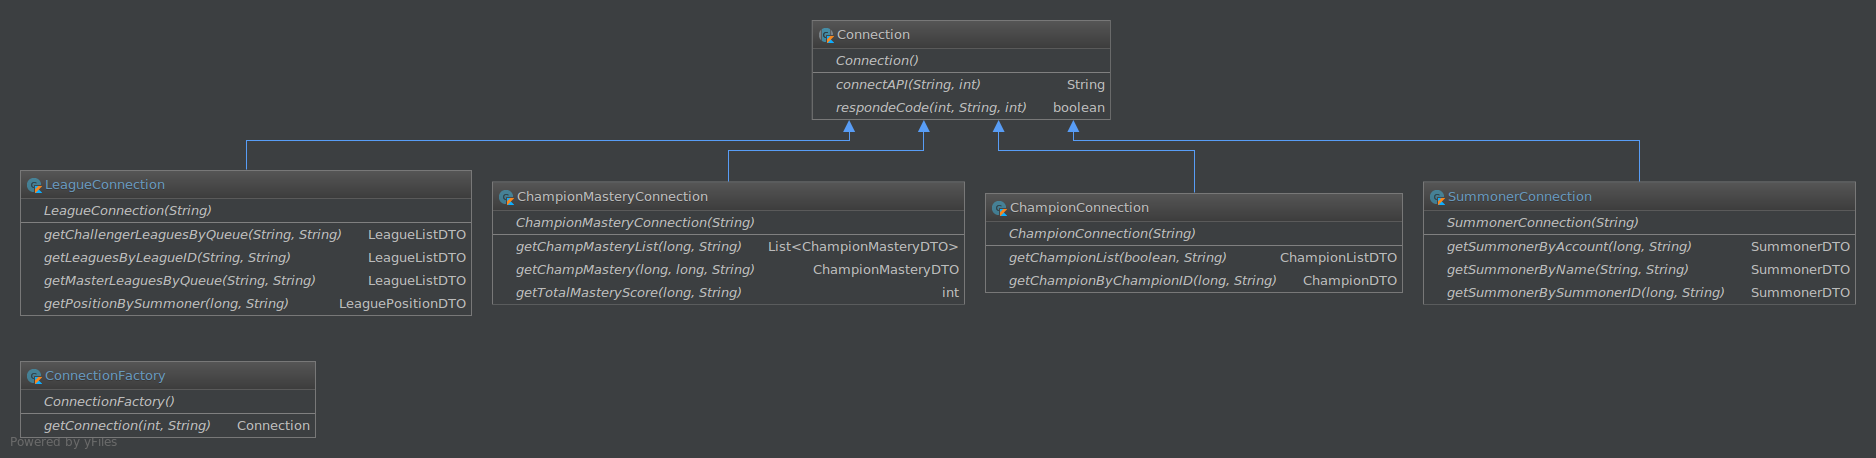 Connection
Connection()
connectAPI(String, int) String
respondeCode(int, String, int) boolean
LeagueConnection
LeagueConnection(String)
getChallengerLeaguesByQueue(String, String) LeagueListDTO
getLeaguesByLeagueID(String, String) LeagueListDTO
getMasterLeaguesByQueue(String, String) LeagueListDTO
getPositionBySummoner(long, String) LeaguePositionDTO
ChampionMasteryConnection
ChampionMasteryConnection(String)
getChampMasteryList(long, String) List<ChampionMasteryDTO>
getChampMastery(long, long, String) ChampionMasteryDTO
getTotalMasteryScore(long, String) int
ChampionConnection
ChampionConnection(String)
getChampionList(boolean, String) ChampionListDTO
getChampionByChampionID(long, String) ChampionDTO
SummonerConnection
SummonerConnection(String)
getSummonerByAccount(long, String) SummonerDTO
getSummonerByName(String, String) SummonerDTO
getSummonerBySummonerID(long, String) SummonerDTO
ConnectionFactory
ConnectionFactory()
getConnection(int, String) Connection
Powered by yFiles